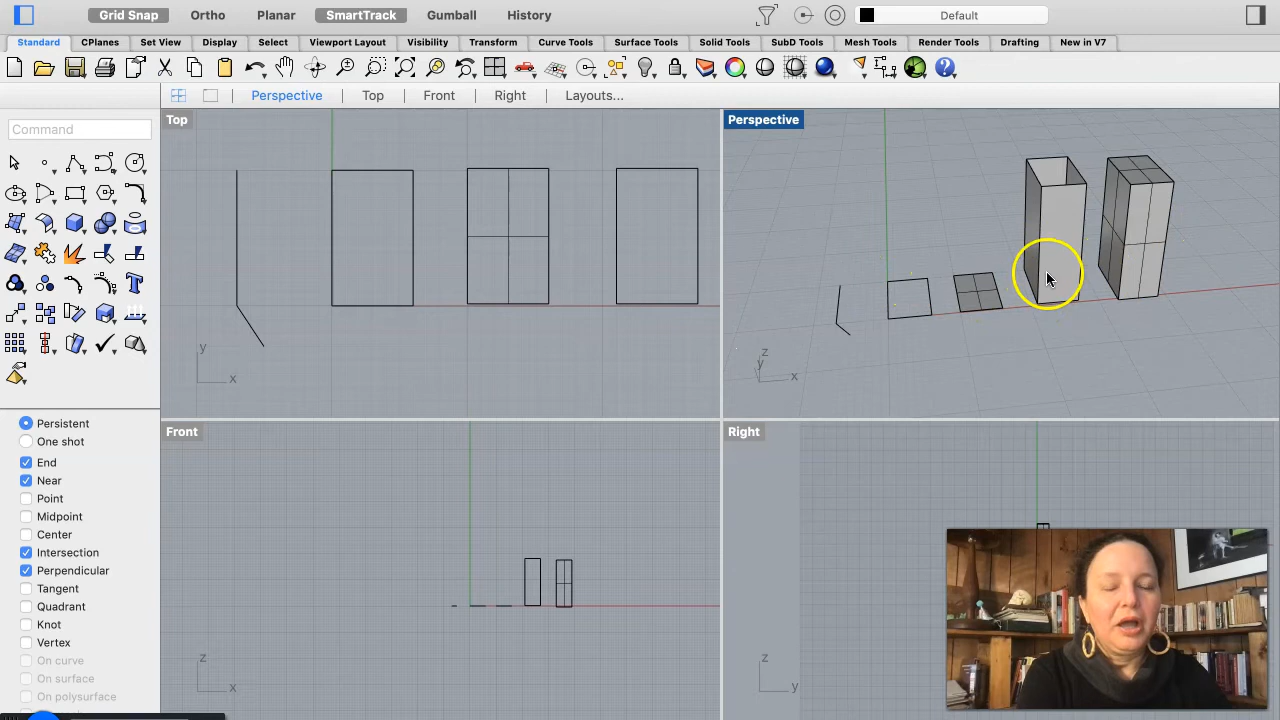 Grid Snap Ortho Planar SmartTrack Gumball History Default
Standard CPlanes Set View Display Select Viewport Layout Visibility Transform Curve Tools Surface Tools Solid Tools SubD Tools Mesh Tools Render Tools Drafting New in V7
Perspective Top Front Right Layouts...
Command
Top
Perspective
y
x
z
y
x
Front
Right
z
x
z
y
Persistent
One shot
End
Near
Point
Midpoint
Center
Intersection
Perpendicular
Tangent
Quadrant
Knot
Vertex
On curve
On surface
On polysurface